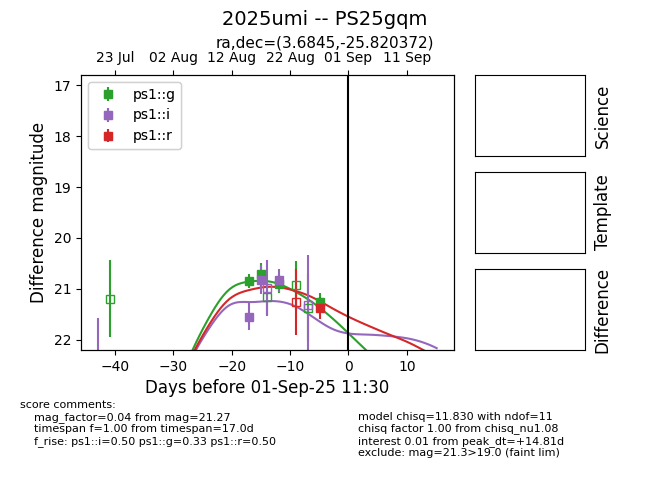 2025umi -- PS25gqm
ra,dec=(3.6845,-25.820372)
23 Jul 02 Aug 12 Aug 22 Aug 01 Sep 11 Sep
ps1::g
ps1::i
ps1::r
17
18
19
20
21
22
Difference magnitude
−40 −30 −20 −10 0 10
Days before 01-Sep-25 11:30
Science
Template
Difference
score comments:
mag_factor=0.04 from mag=21.27
timespan f=1.00 from timespan=17.0d
f_rise: ps1::i=0.50 ps1::g=0.33 ps1::r=0.50
model chisq=11.830 with ndof=11
chisq factor 1.00 from chisq_nu1.08
interest 0.01 from peak_dt=+14.81d
exclude: mag=21.3>19.0 (faint lim)